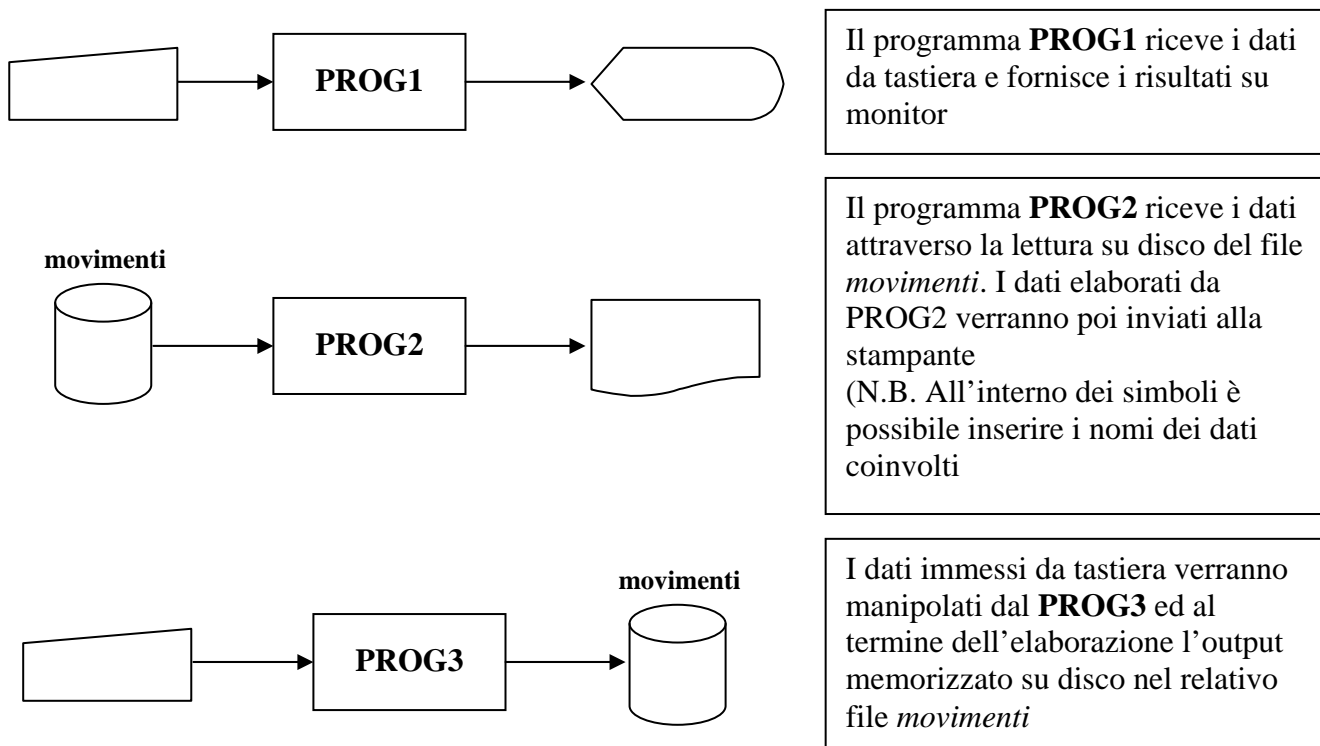 PROG1
Il programma PROG1 riceve i dati
da tastiera e fornisce i risultati su
monitor
movimenti
PROG2
Il programma PROG2 riceve i dati
attraverso la lettura su disco del file
movimenti. I dati elaborati da
PROG2 verranno poi inviati alla
stampante
(N.B. All’interno dei simboli è
possibile inserire i nomi dei dati
coinvolti
PROG3
movimenti
I dati immessi da tastiera verranno
manipolati dal PROG3 ed al
termine dell’elaborazione l’output
memorizzato su disco nel relativo
file movimenti